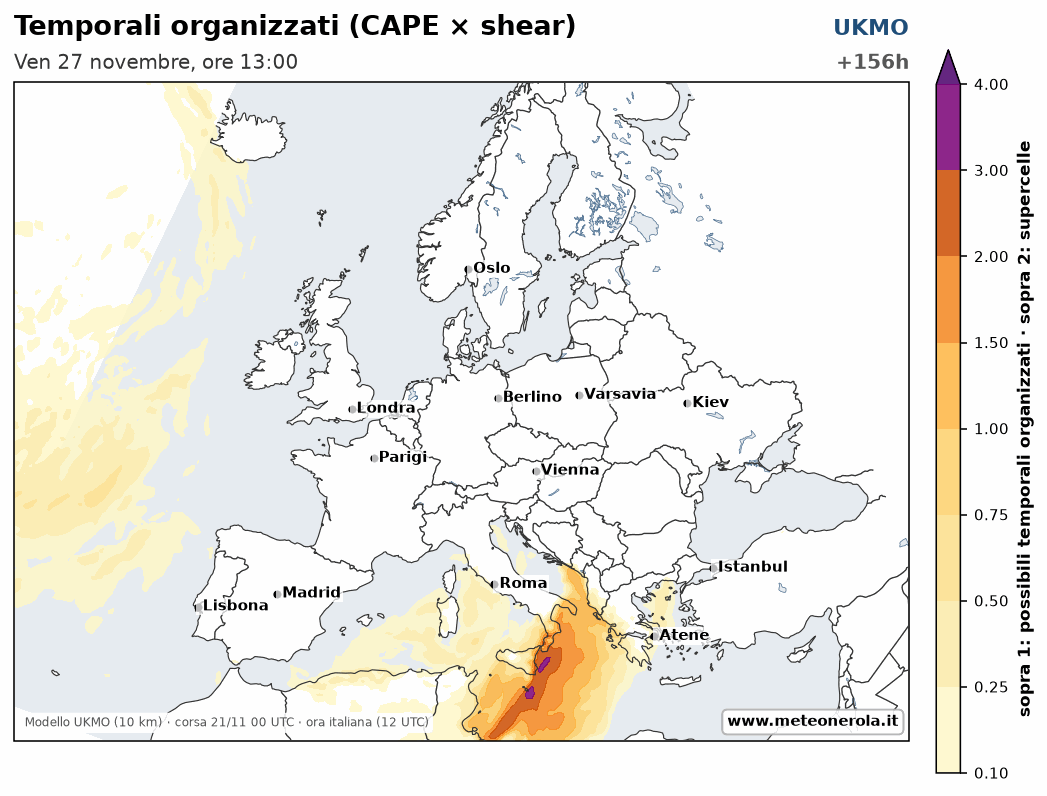 Temporali organizzati (CAPE × shear)
UKMO
Ven 27 novembre, ore 13:00
+156h
Oslo
Londra
Berlino
Varsavia
Kiev
Parigi
Vienna
Istanbul
Roma
Madrid
Lisbona
Atene
Modello UKMO (10 km) · corsa 21/11 00 UTC · ora italiana (12 UTC)
www.meteonerola.it
4.00
3.00
2.00
1.50
1.00
0.75
0.50
0.25
0.10
sopra 1: possibili temporali organizzati · sopra 2: supercelle